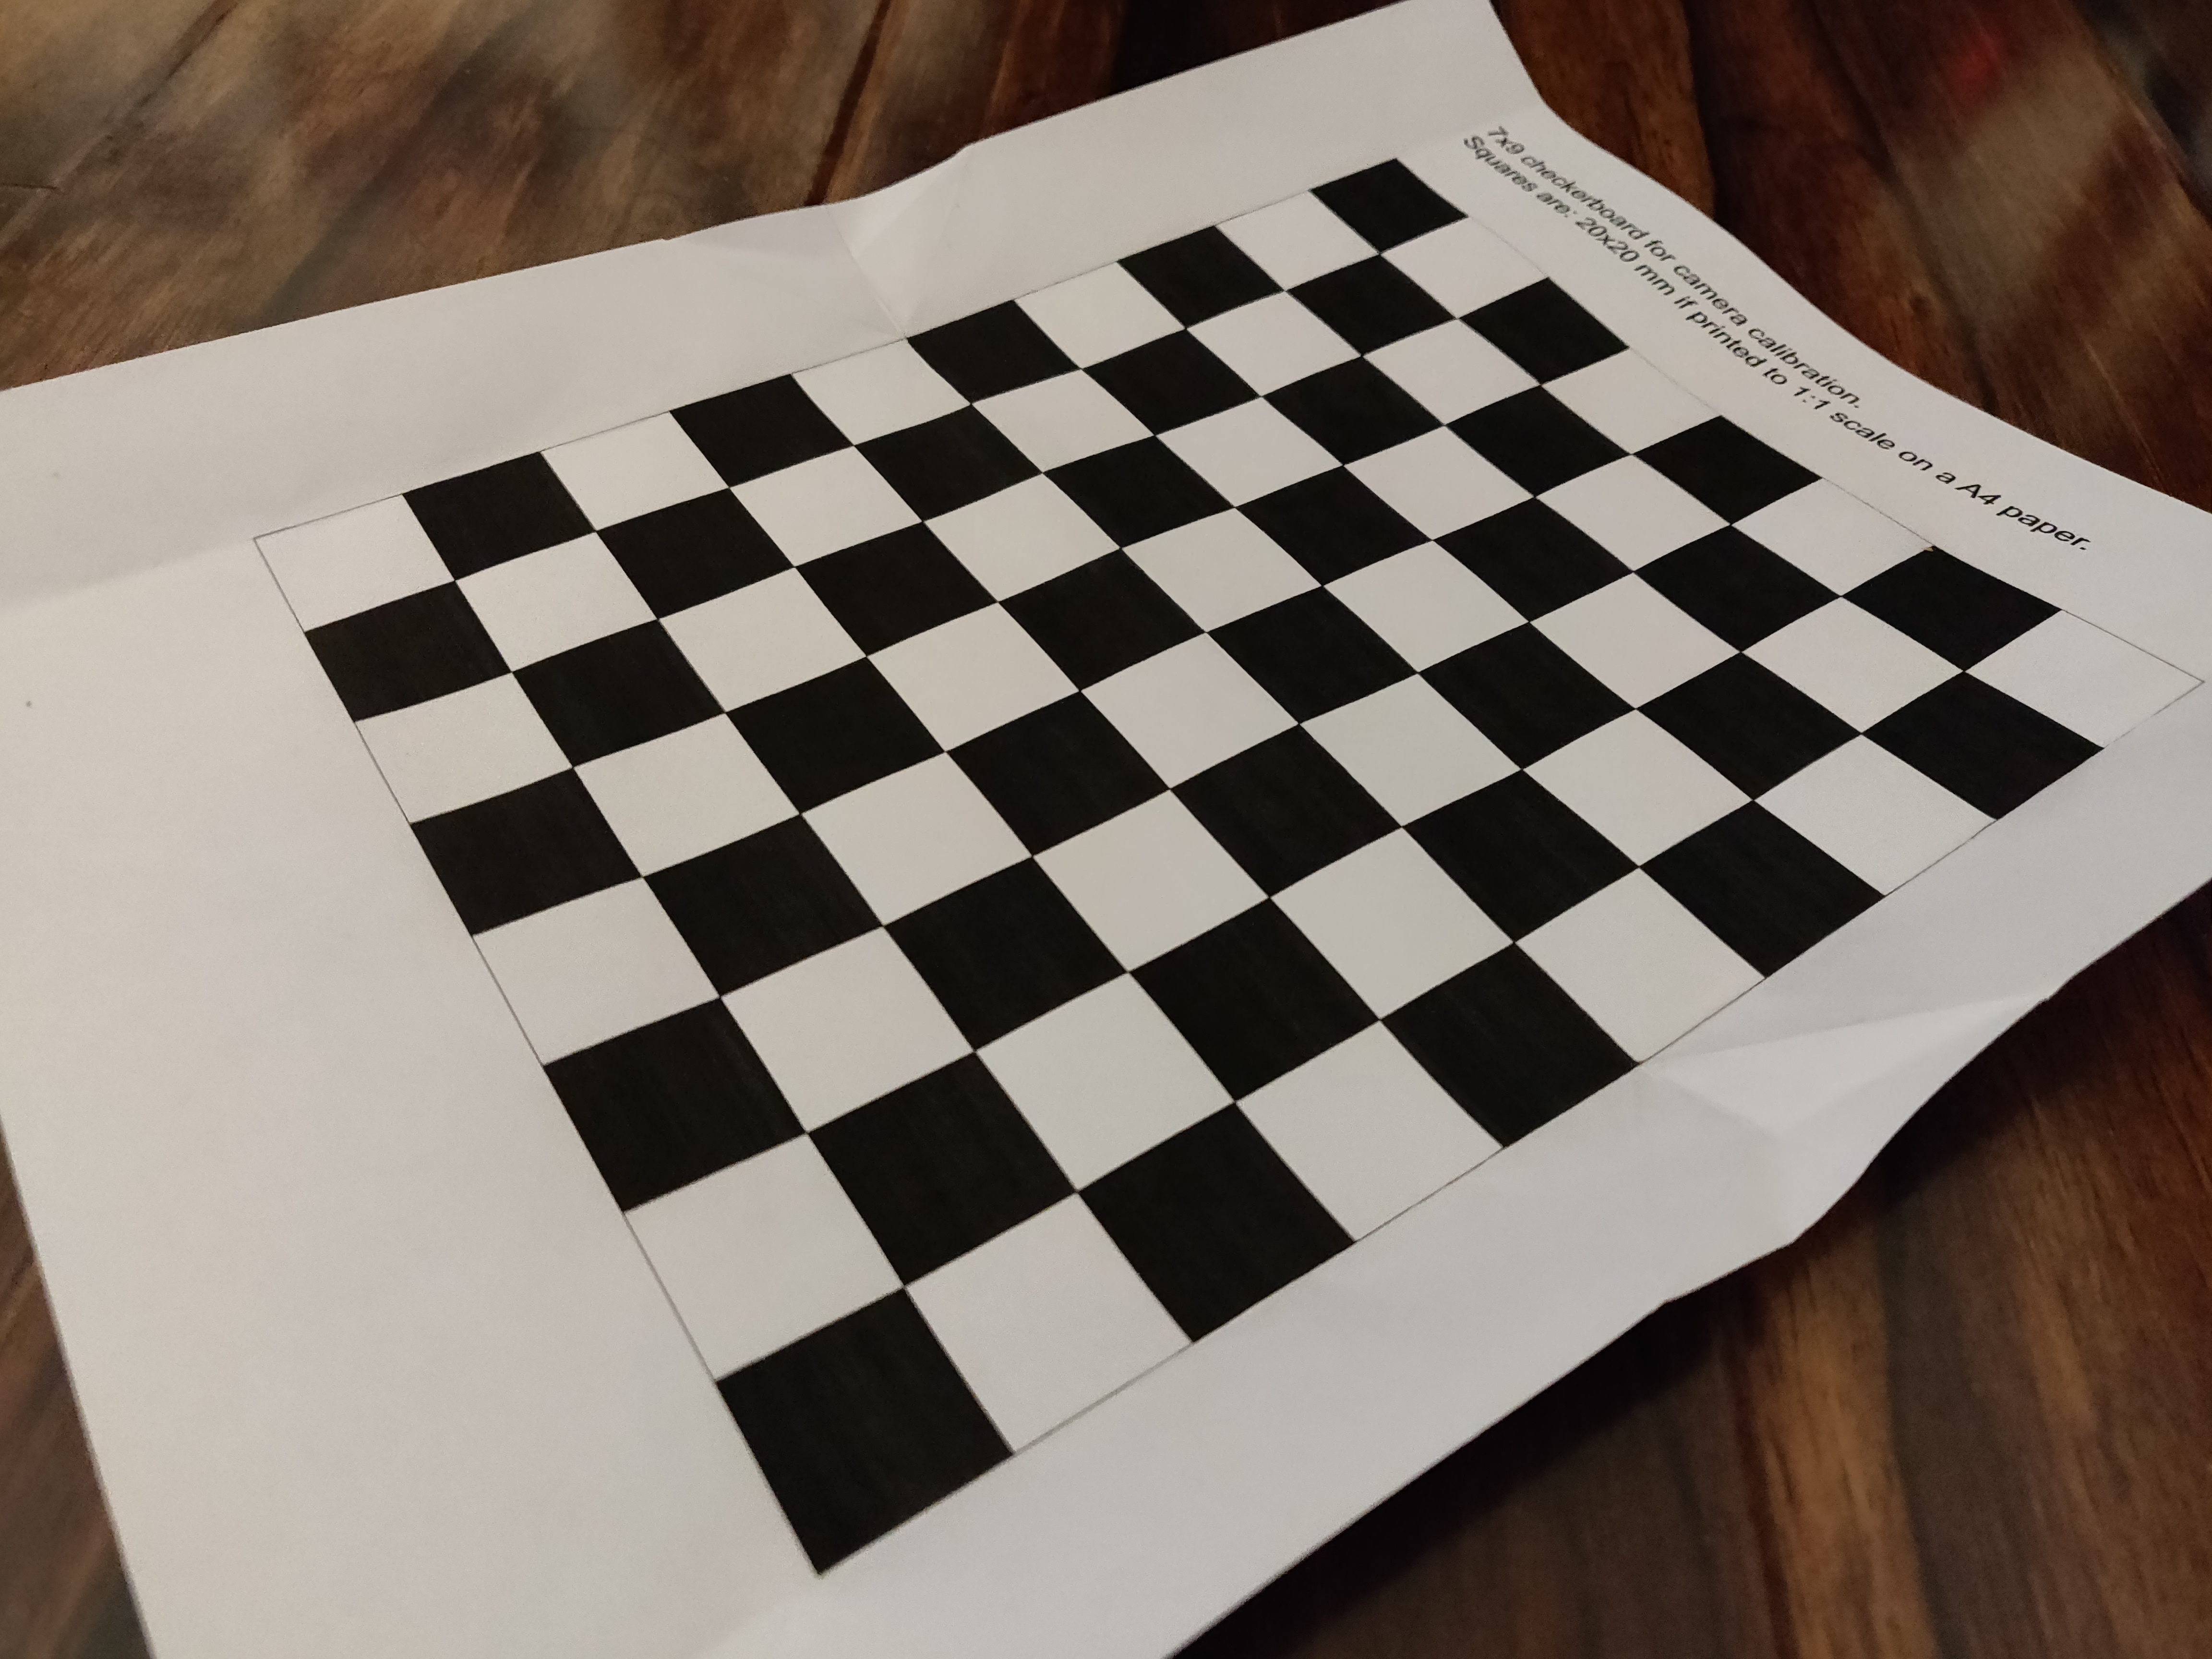 7x9 checkerboard for camera calibration.
Squares are: 20x20 mm if printed to 1:1 scale on a A4 paper.